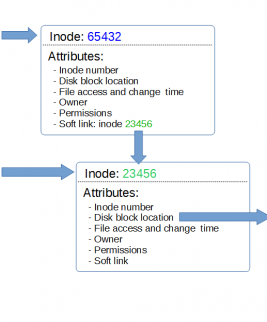 Inode: 65432
Attributes:
- Inode number
- Disk block location
- File access and change time
- Owner
- Permissions
- Soft link: inode 23456
Inode: 23456
Attributes:
- Inode number
- Disk block location
- File access and change time
- Owner
- Permissions
- Soft link